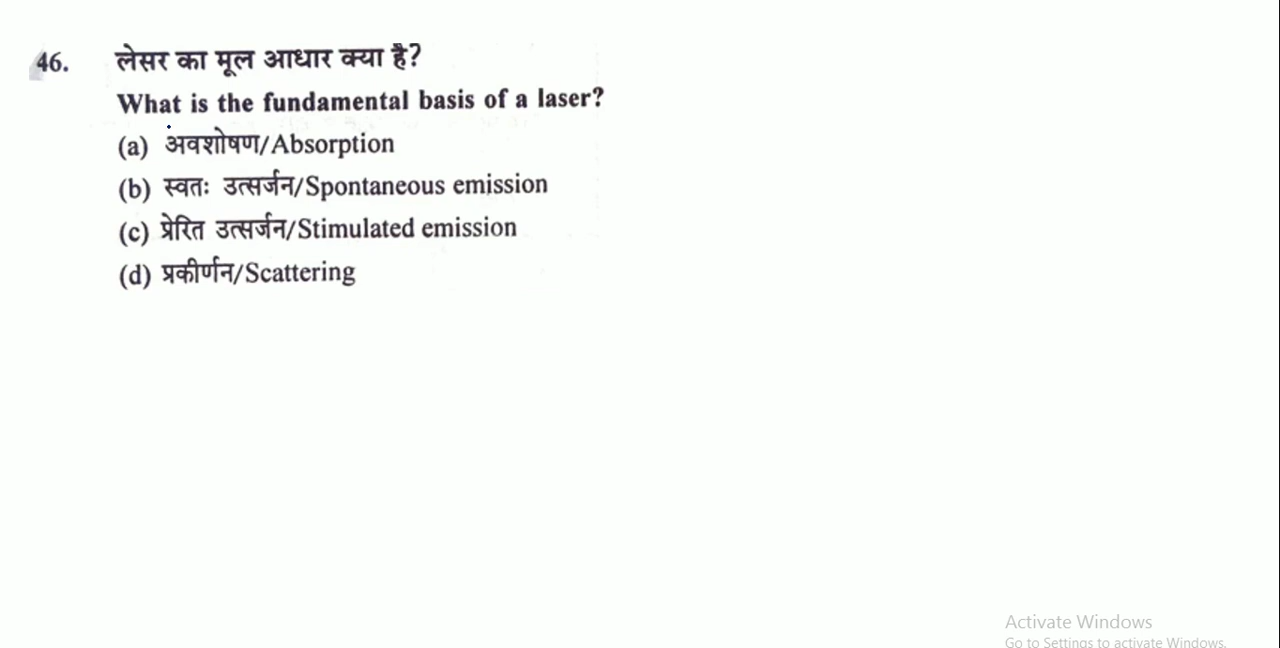 46. लेसर का मूल आधार क्या है?
What is the fundamental basis of a laser?
(a) अवशोषण/Absorption
(b) स्वतः उत्सर्जन/Spontaneous emission
(c) प्रेरित उत्सर्जन/Stimulated emission
(d) प्रकीर्णन/Scattering
Activate Windows
Go to Settings to activate Windows.